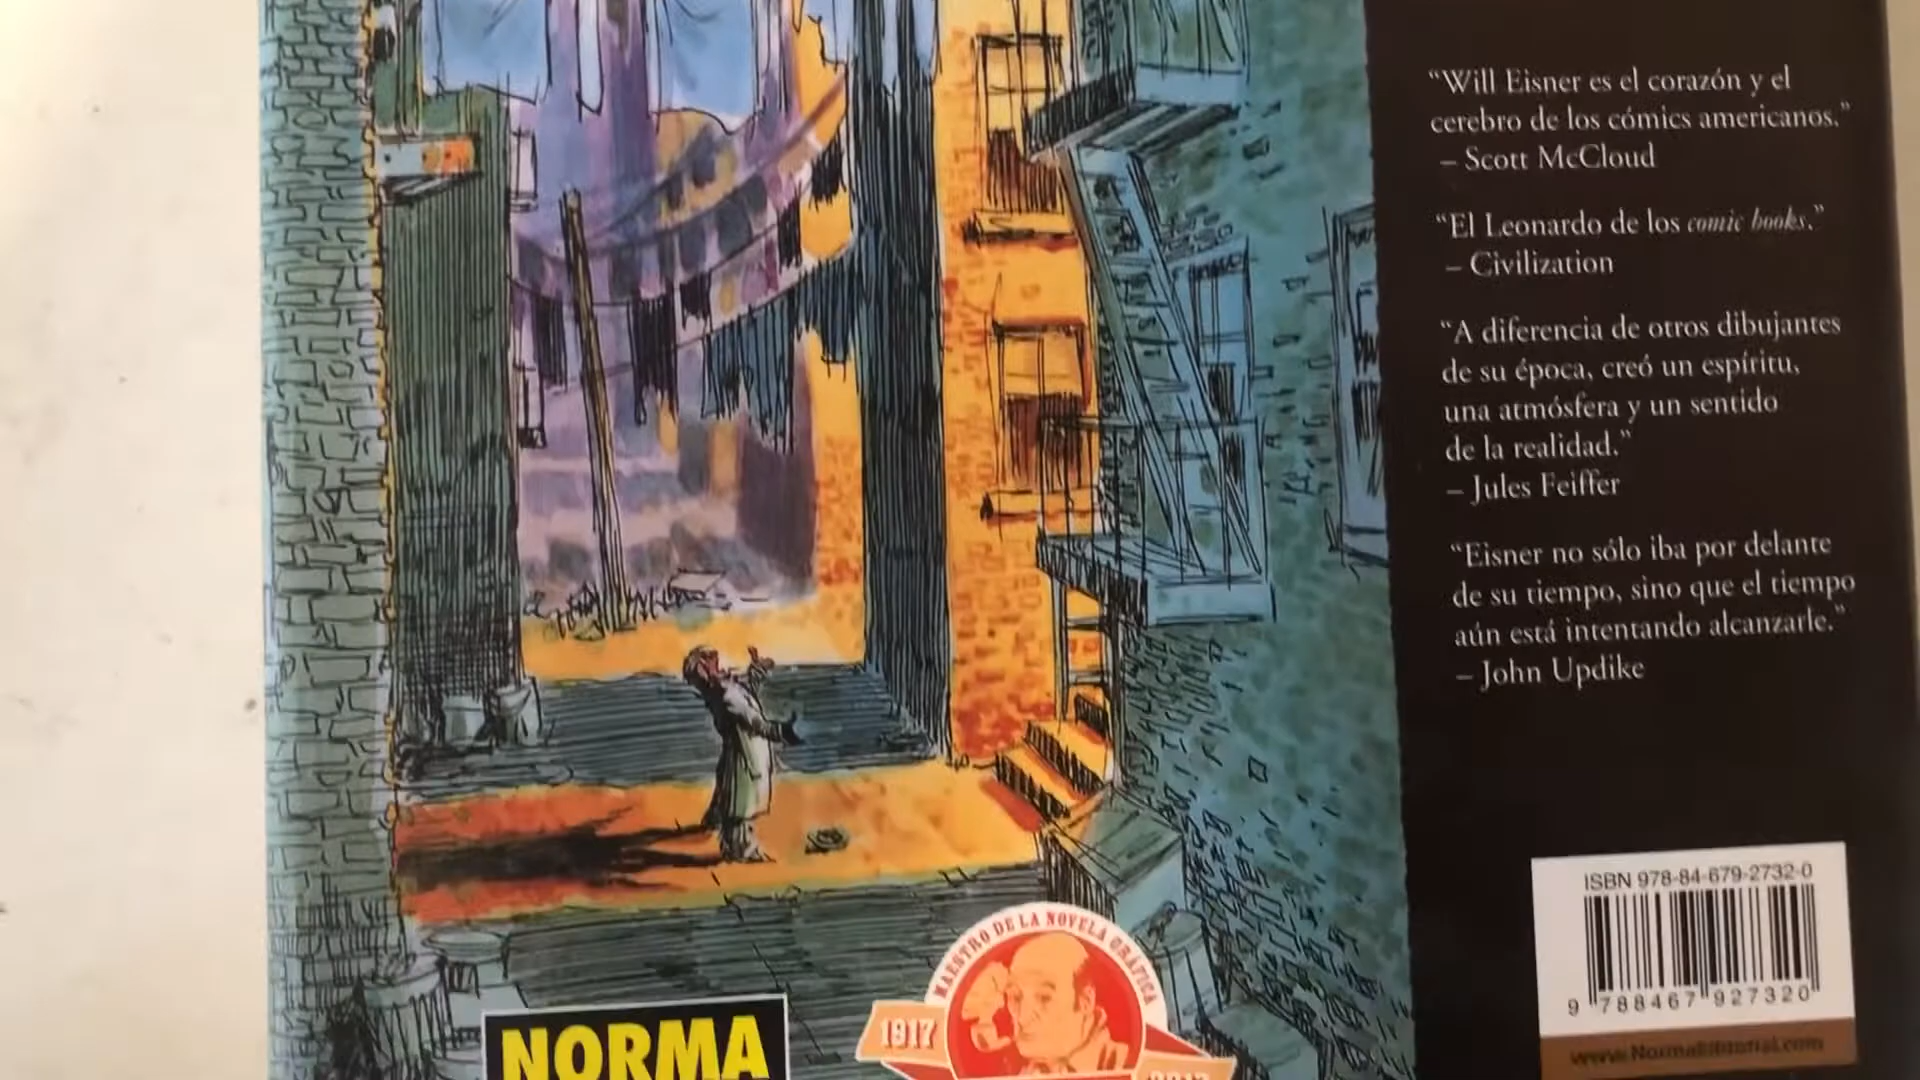 “Will Eisner es el corazón y el
cerebro de los cómics americanos.”
– Scott McCloud
“El Leonardo de los comic books.”
– Civilization
“A diferencia de otros dibujantes
de su época, creó un espíritu,
una atmósfera y un sentido
de la realidad.”
– Jules Feiffer
“Eisner no sólo iba por delante
de su tiempo, sino que el tiempo
aún está intentando alcanzarle.”
– John Updike
ISBN 978-84-679-2732-0
9 788467 927320
www.NormaEditorial.com
MAESTRO DE LA NOVELA GRÁFICA
1917
NORMA